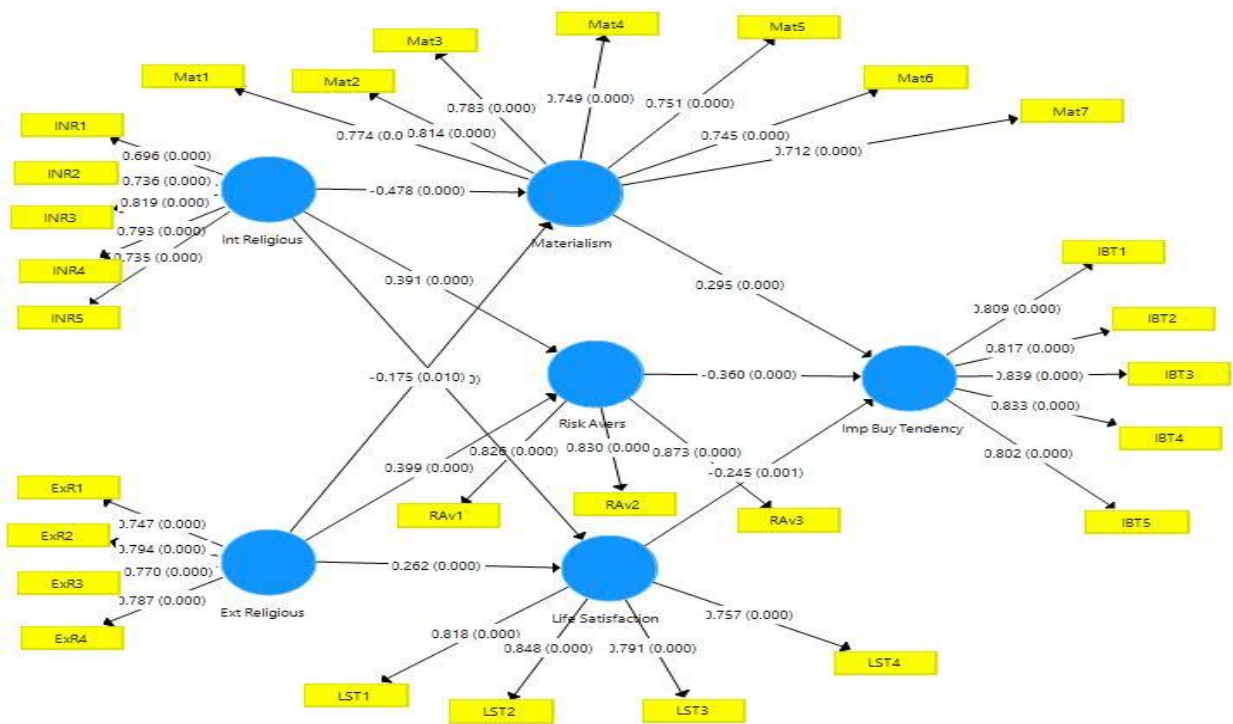 Mat4
Mat5
Mat3
Mat1
Mat2
Mat6
Mat7
0.783 (0.000)
0.749 (0.000)
0.751 (0.000)
0.745 (0.000)
0.774 (0.0
0.814 (0.000)
0.712 (0.000)
INR1
INR2
INR3
INR4
INR5
0.696 (0.000)
0.736 (0.000)
0.819 (0.000)
0.793 (0.000)
0.735 (0.000)
-0.478 (0.000)
Int Religious
Materialism
0.391 (0.000)
0.295 (0.000)
IBT1
IBT2
IBT3
IBT4
IBT5
0.809 (0.000)
0.817 (0.000)
0.839 (0.000)
0.833 (0.000)
0.802 (0.000)
-0.175 (0.010)
-0.360 (0.000)
Risk Avers
Imp Buy Tendency
0.399 (0.000)
0.826 (0.000)
0.830 (0.000
0.873 (0.000)
-0.245 (0.001)
RAv1
RAv2
RAv3
ExR1
ExR2
ExR3
ExR4
0.747 (0.000)
0.794 (0.000)
0.770 (0.000)
0.787 (0.000)
0.262 (0.000)
Ext Religious
Life Satisfaction
0.818 (0.000)
0.848 (0.000)
0.791 (0.000)
0.757 (0.000)
LST1
LST2
LST3
LST4